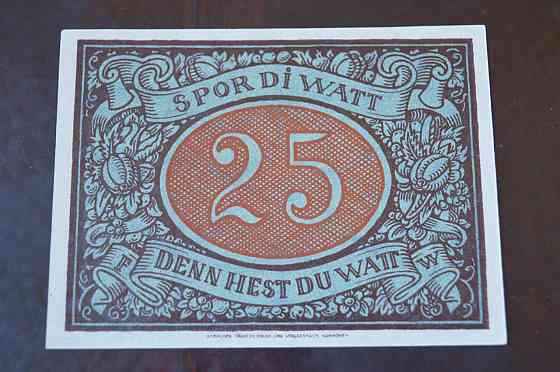 SPOR DI WATT
25
DENN HEST DU WATT
W